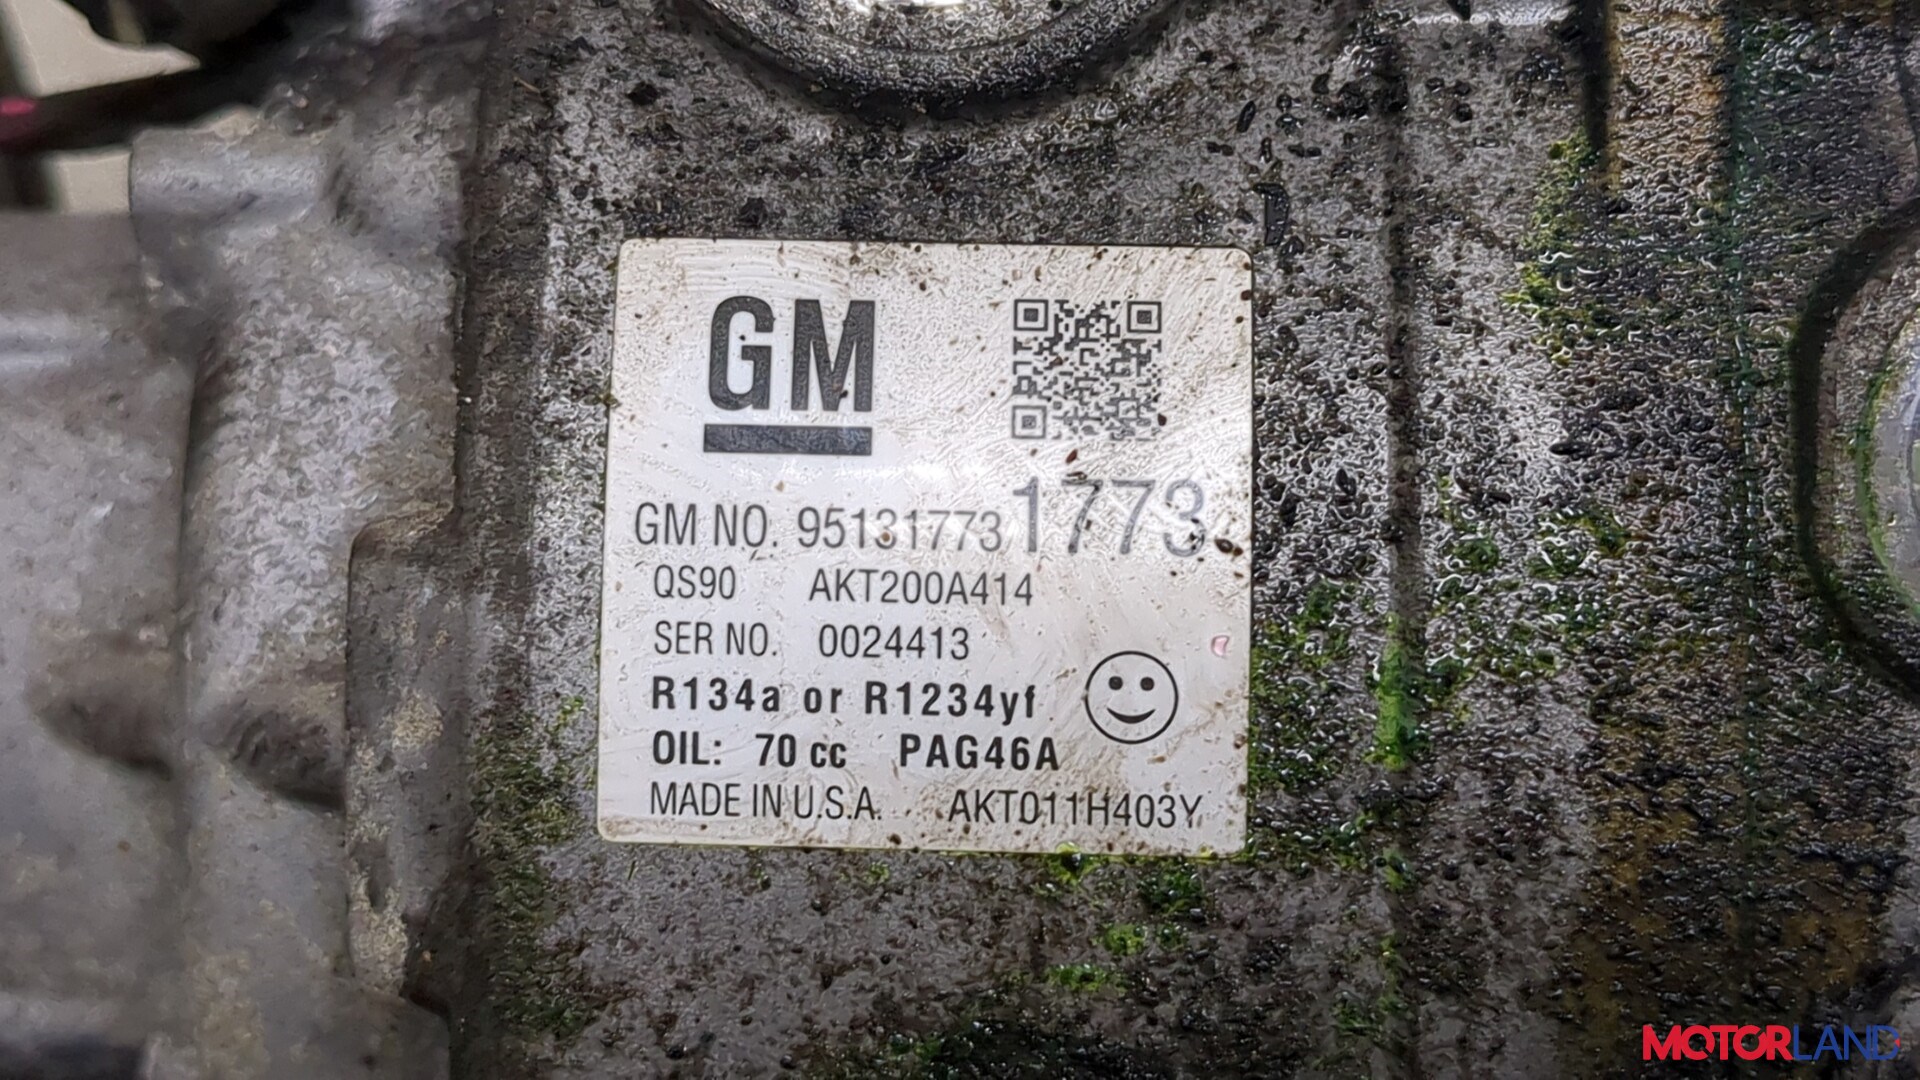 GM
GM NO. 95131773 1773
QS90 AKT200A414
SER NO. 0024413
R134a or R1234yf
OIL: 70 cc PAG46A
MADE IN U.S.A. AKT011H403Y
MOTORLAND